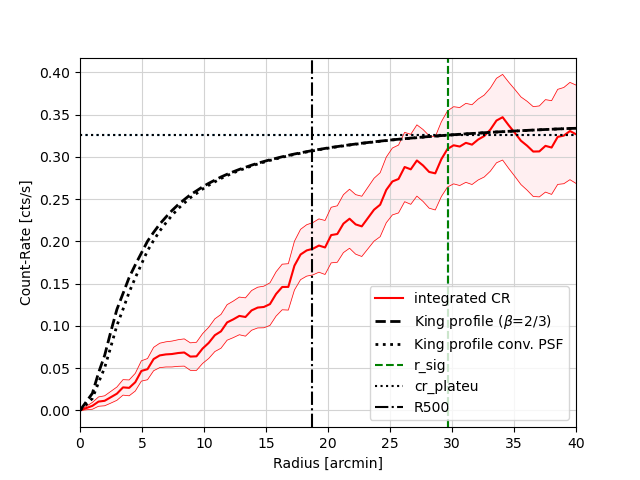 0.40
0.35
0.30
0.25
0.20
0.15
0.10
0.05
0.00
Count-Rate [cts/s]
integrated CR
King profile (β=2/3)
King profile conv. PSF
r_sig
cr_plateu
R500
0 5 10 15 20 25 30 35 40
Radius [arcmin]